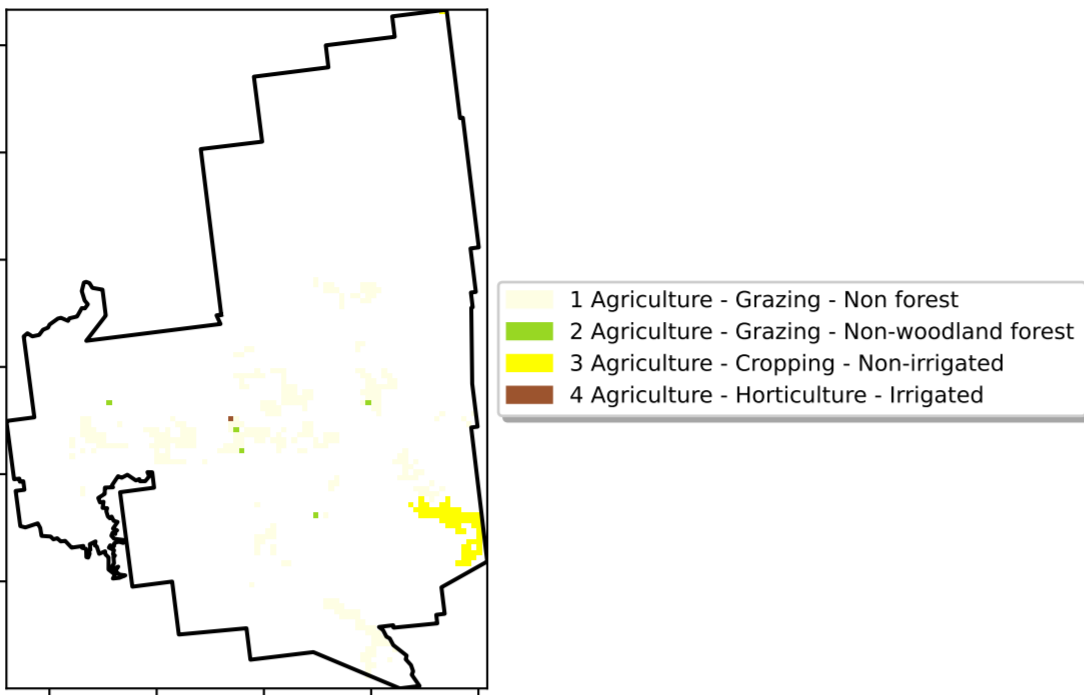 1 Agriculture - Grazing - Non forest
2 Agriculture - Grazing - Non-woodland forest
3 Agriculture - Cropping - Non-irrigated
4 Agriculture - Horticulture - Irrigated